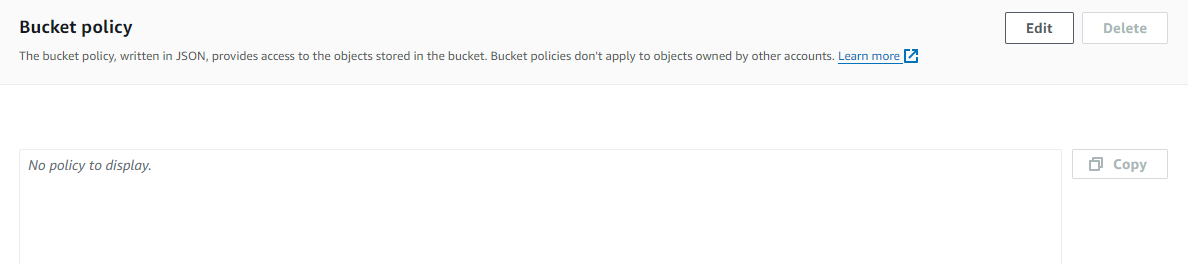 Bucket policy
Edit
Delete
The bucket policy, written in JSON, provides access to the objects stored in the bucket. Bucket policies don't apply to objects owned by other accounts. Learn more
No policy to display.
Copy